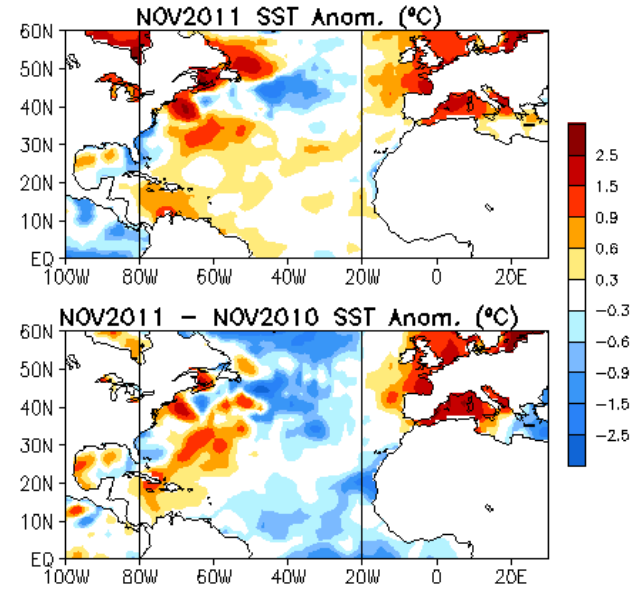 NOV2011 SST Anom. (ºC)
60N
50N
40N
30N
20N
10N
EQ
100W 80W 60W 40W 20W 0 20E
NOV2011 – NOV2010 SST Anom. (ºC)
60N
50N
40N
30N
20N
10N
EQ
100W 80W 60W 40W 20W 0 20E
2.5
1.5
0.9
0.6
0.3
-0.3
-0.6
-0.9
-1.5
-2.5